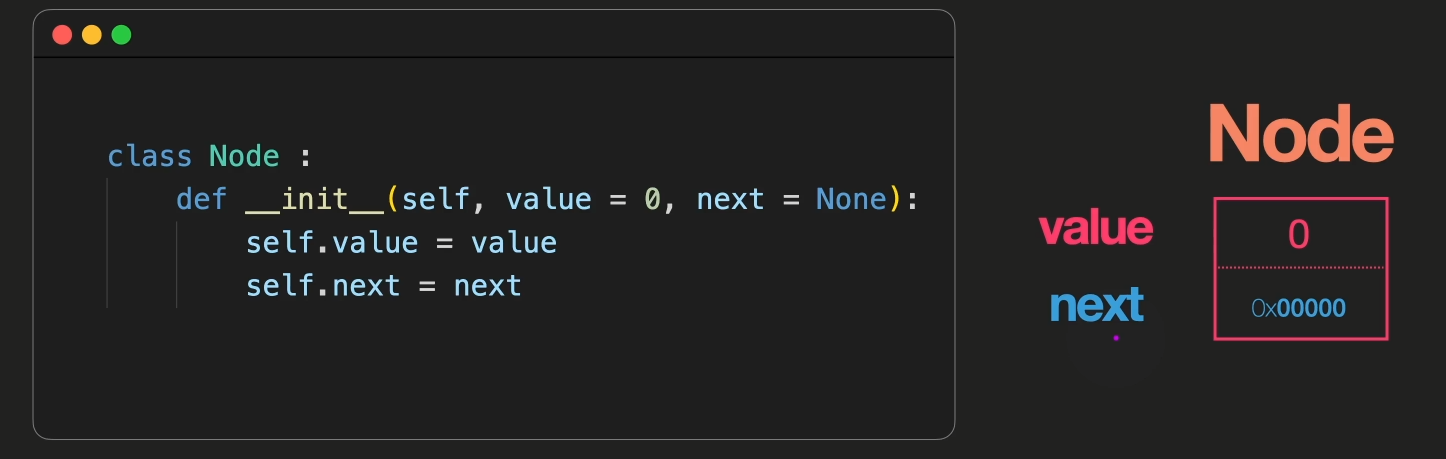 class Node :
def __init__(self, value = 0, next = None):
self.value = value
self.next = next
Node
value
0
next
0x00000